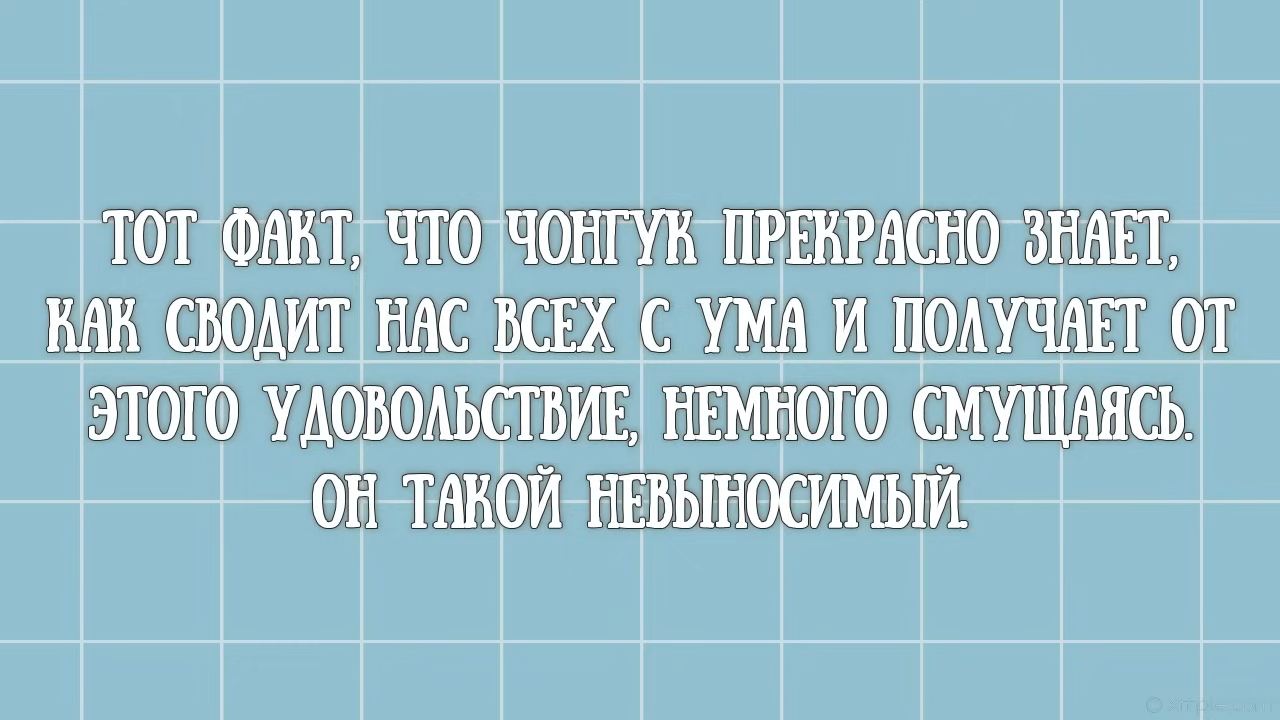 ТОТ ФАКТ, ЧТО ЧОНГУК ПРЕКРАСНО ЗНАЕТ,
КАК СВОДИТ НАС ВСЕХ С УМА И ПОЛУЧАЕТ ОТ
ЭТОГО УДОВОЛЬСТВИЕ, НЕМНОГО СМУЩАЯСЬ.
ОН ТАКОЙ НЕВЫНОСИМЫЙ.